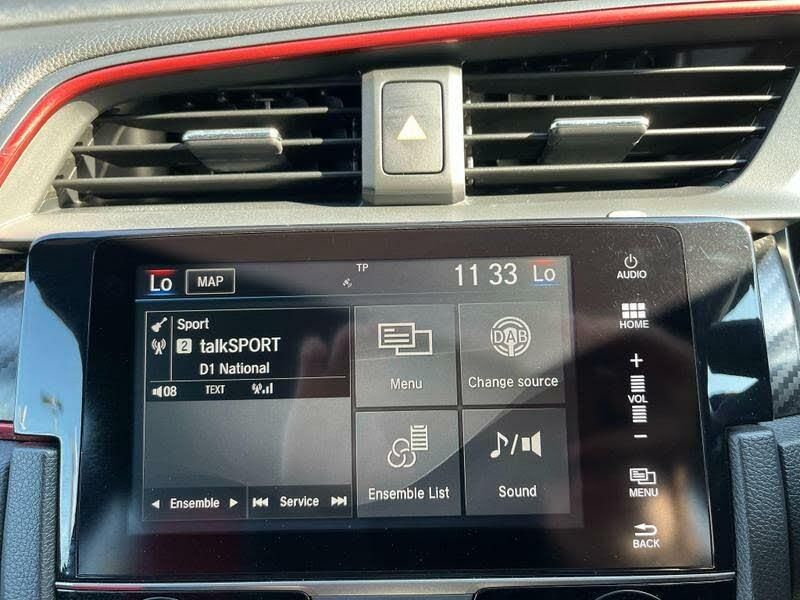 Lo MAP TP 11 33 Lo
AUDIO
Sport
2 talkSPORT
D1 National
08 TEXT
Menu
DAB
Change source
Ensemble List
Sound
Ensemble
Service
HOME
+
VOL
−
MENU
BACK